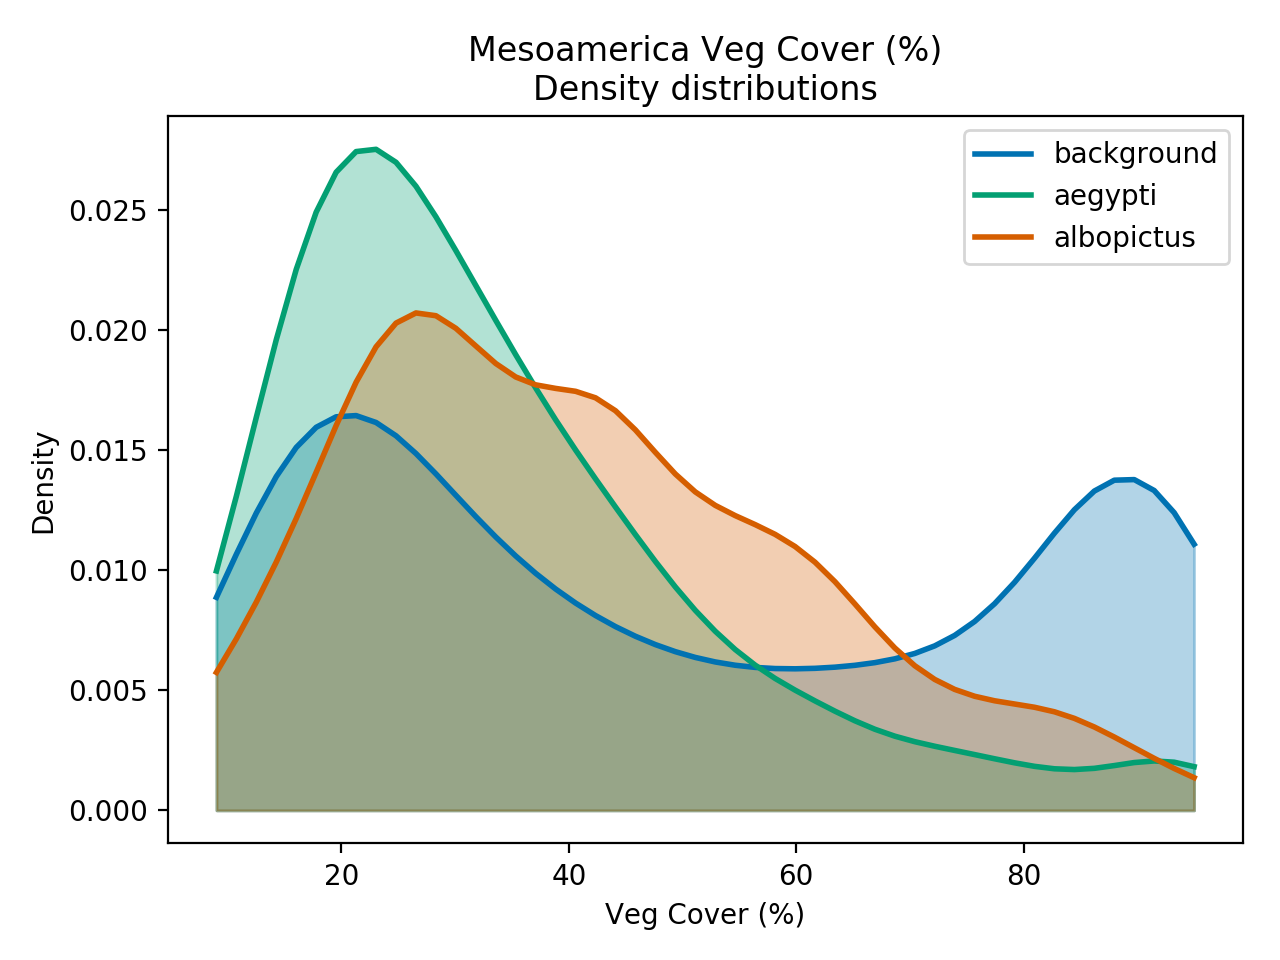 Mesoamerica Veg Cover (%)
Density distributions
background
aegypti
albopictus
Density
0.025
0.020
0.015
0.010
0.005
0.000
20 40 60 80
Veg Cover (%)